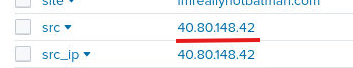 site imreallynotbatman.com
src 40.80.148.42
src_ip 40.80.148.42